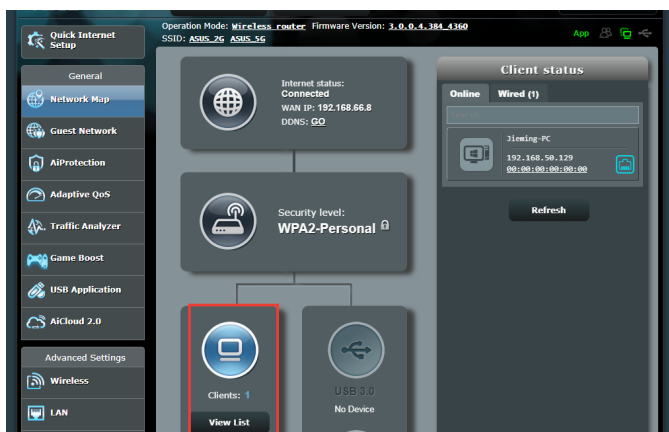 Operation Mode: Wireless router Firmware Version: 3.0.0.4.384_4360
SSID: ASUS_2G ASUS_5G
App
Quick Internet
Setup
General
Network Map
Guest Network
AiProtection
Adaptive QoS
Traffic Analyzer
Game Boost
USB Application
AiCloud 2.0
Advanced Settings
Wireless
LAN
Internet status:
Connected
WAN IP: 192.168.66.8
DDNS: GO
Security level:
WPA2-Personal
Clients: 1
View List
USB 3.0
No Device
Client status
Online Wired (1)
Search
Jieming-PC
192.168.50.129
00:00:00:00:00:00
Refresh